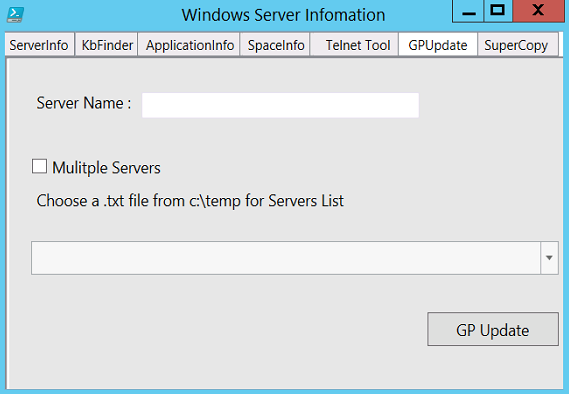 Windows Server Infomation
ServerInfo KbFinder ApplicationInfo SpaceInfo Telnet Tool GPUpdate SuperCopy
Server Name :
Mulitple Servers
Choose a .txt file from c:\temp for Servers List
GP Update